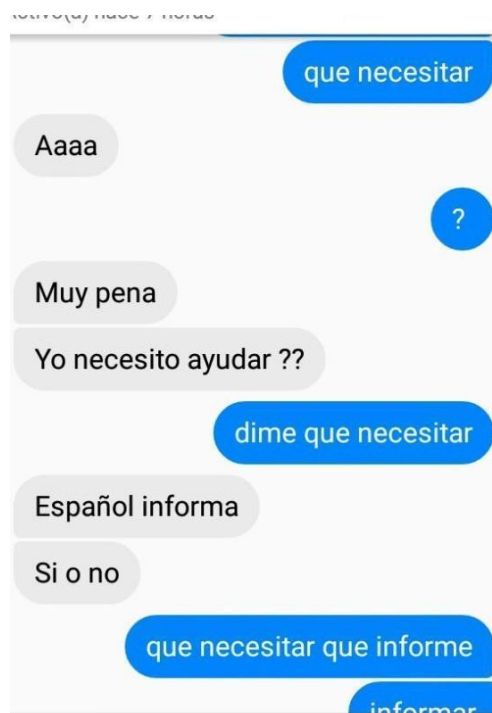 que necesitar
Aaaa
?
Muy pena
Yo necesito ayudar ??
dime que necesitar
Español informa
Si o no
que necesitar que informe
informar